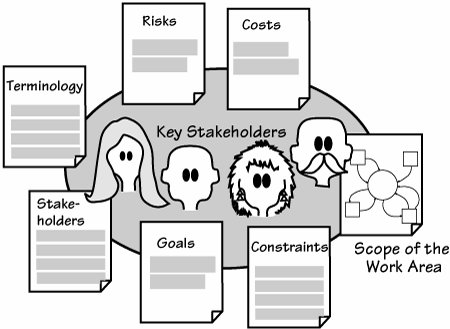 Risks
Costs
Terminology
Key Stakeholders
Stake-
holders
Goals
Constraints
Scope of the
Work Area